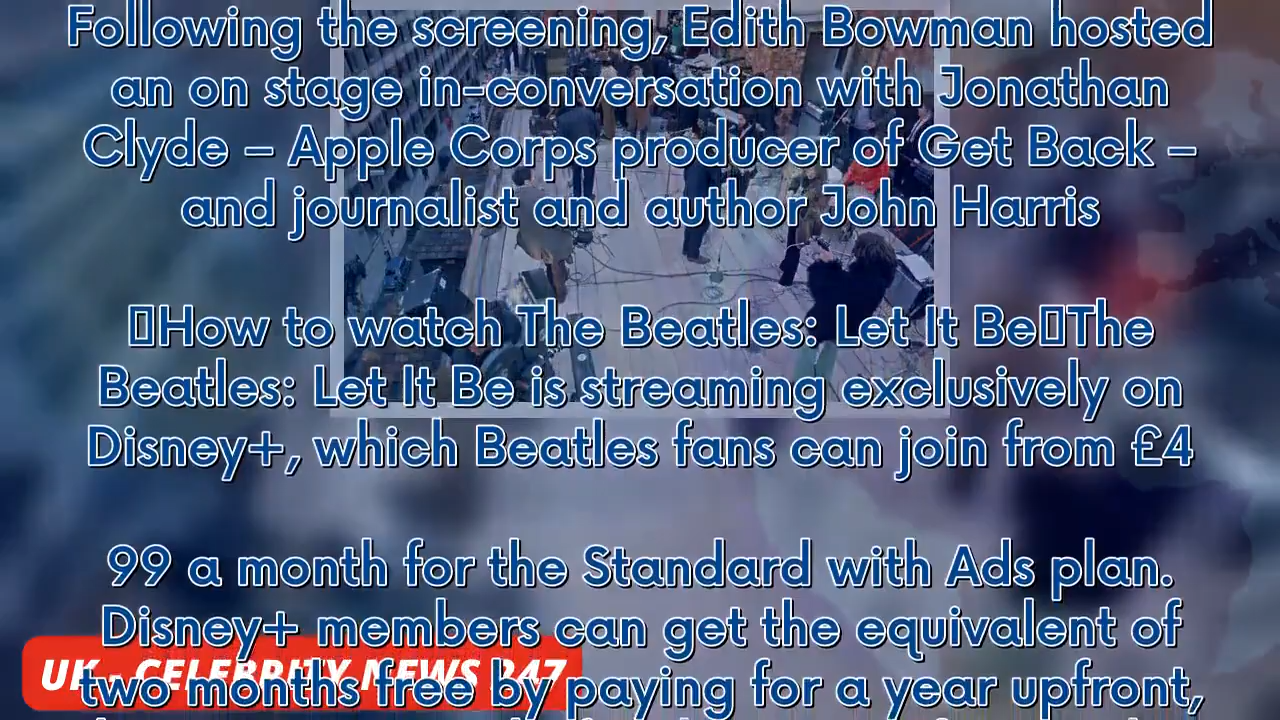 Following the screening, Edith Bowman hosted
an on stage in-conversation with Jonathan
Clyde – Apple Corps producer of Get Back –
and journalist and author John Harris
How to watch The Beatles: Let It Be The
Beatles: Let It Be is streaming exclusively on
Disney+, which Beatles fans can join from £4
99 a month for the Standard with Ads plan.
Disney+ members can get the equivalent of
UK - CELEBRITY NEWS 247
two months free by paying for a year upfront,